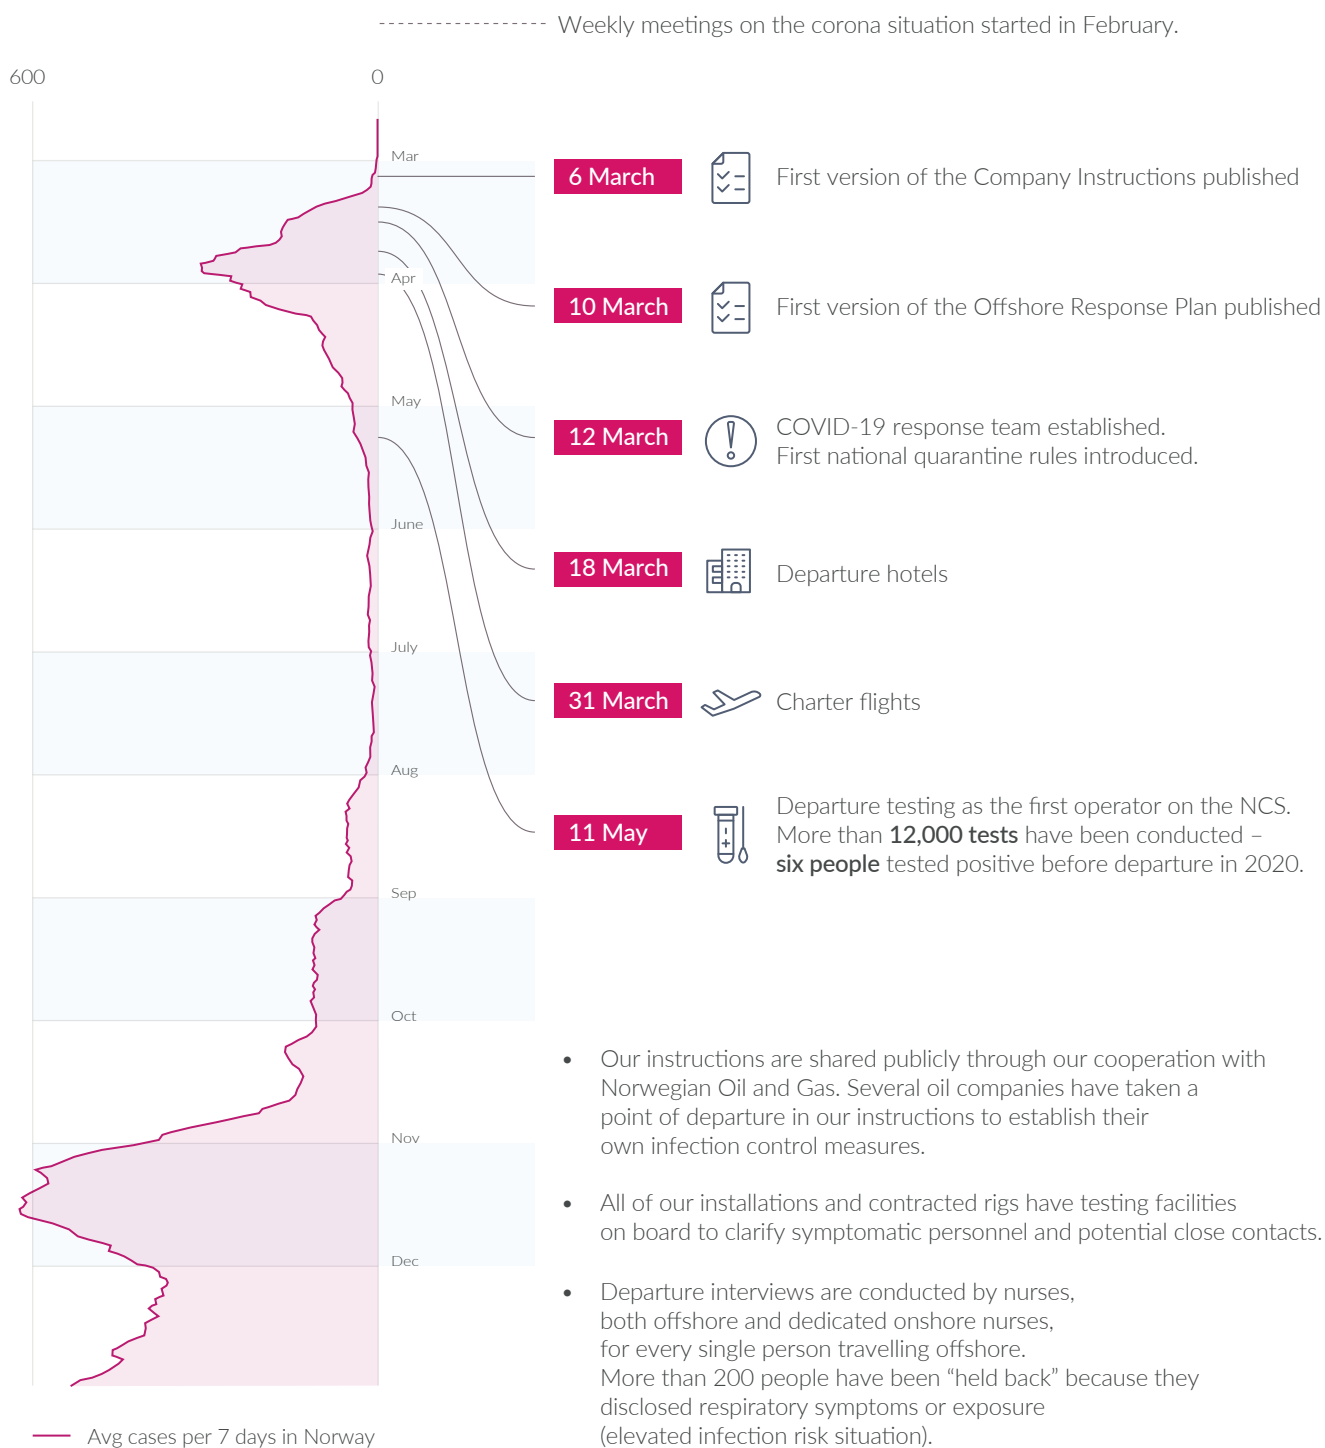 Weekly meetings on the corona situation started in February.
600
0
Mar
6 March
First version of the Company Instructions published
Apr
10 March
First version of the Offshore Response Plan published
May
12 March
COVID-19 response team established.
First national quarantine rules introduced.
June
18 March
Departure hotels
July
31 March
Charter flights
Aug
11 May
Departure testing as the first operator on the NCS.
More than 12,000 tests have been conducted –
six people tested positive before departure in 2020.
Sep
Oct
Nov
Dec
• Our instructions are shared publicly through our cooperation with
Norwegian Oil and Gas. Several oil companies have taken a
point of departure in our instructions to establish their
own infection control measures.
• All of our installations and contracted rigs have testing facilities
on board to clarify symptomatic personnel and potential close contacts.
• Departure interviews are conducted by nurses,
both offshore and dedicated onshore nurses,
for every single person travelling offshore.
More than 200 people have been “held back” because they
disclosed respiratory symptoms or exposure
(elevated infection risk situation).
Avg cases per 7 days in Norway